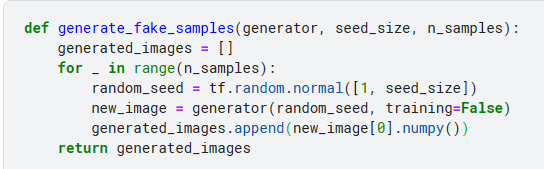 def generate_fake_samples(generator, seed_size, n_samples):
    generated_images = []
    for _ in range(n_samples):
        random_seed = tf.random.normal([1, seed_size])
        new_image = generator(random_seed, training=False)
        generated_images.append(new_image[0].numpy())
    return generated_images